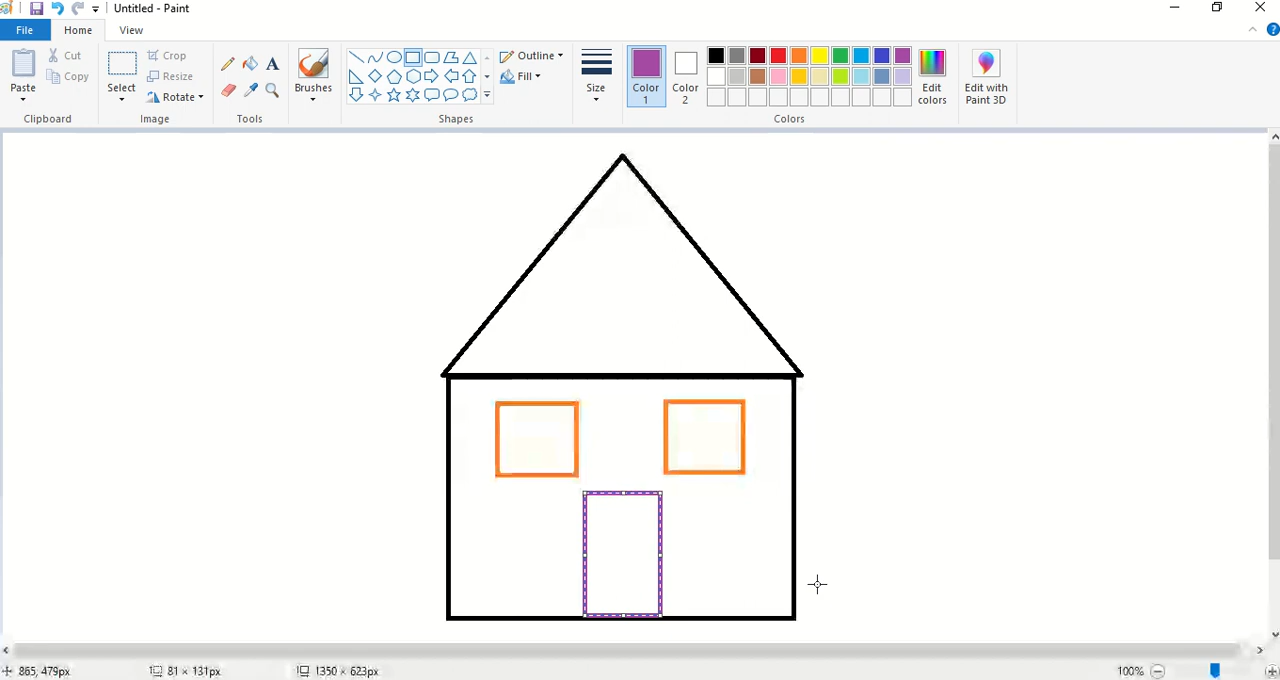 Untitled - Paint
File Home View
Paste
Cut
Copy
Clipboard
Select
Crop
Resize
Rotate
Image
A
Tools
Brushes
Shapes
Outline
Fill
Size
Color 1
Color 2
Colors
Edit colors
Edit with Paint 3D
865, 479px 81 × 131px 1350 × 623px 100%